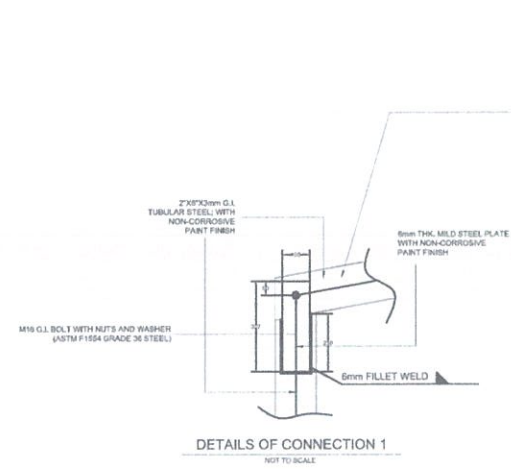 2"X6"X3mm G.I.
TUBULAR STEEL; WITH
NON-CORROSIVE
PAINT FINISH
6mm THK. MILD STEEL PLATE
WITH NON-CORROSIVE
PAINT FINISH
M16 G.I. BOLT WITH NUTS AND WASHER
(ASTM F1554 GRADE 36 STEEL)
6mm FILLET WELD
DETAILS OF CONNECTION 1
NOT TO SCALE